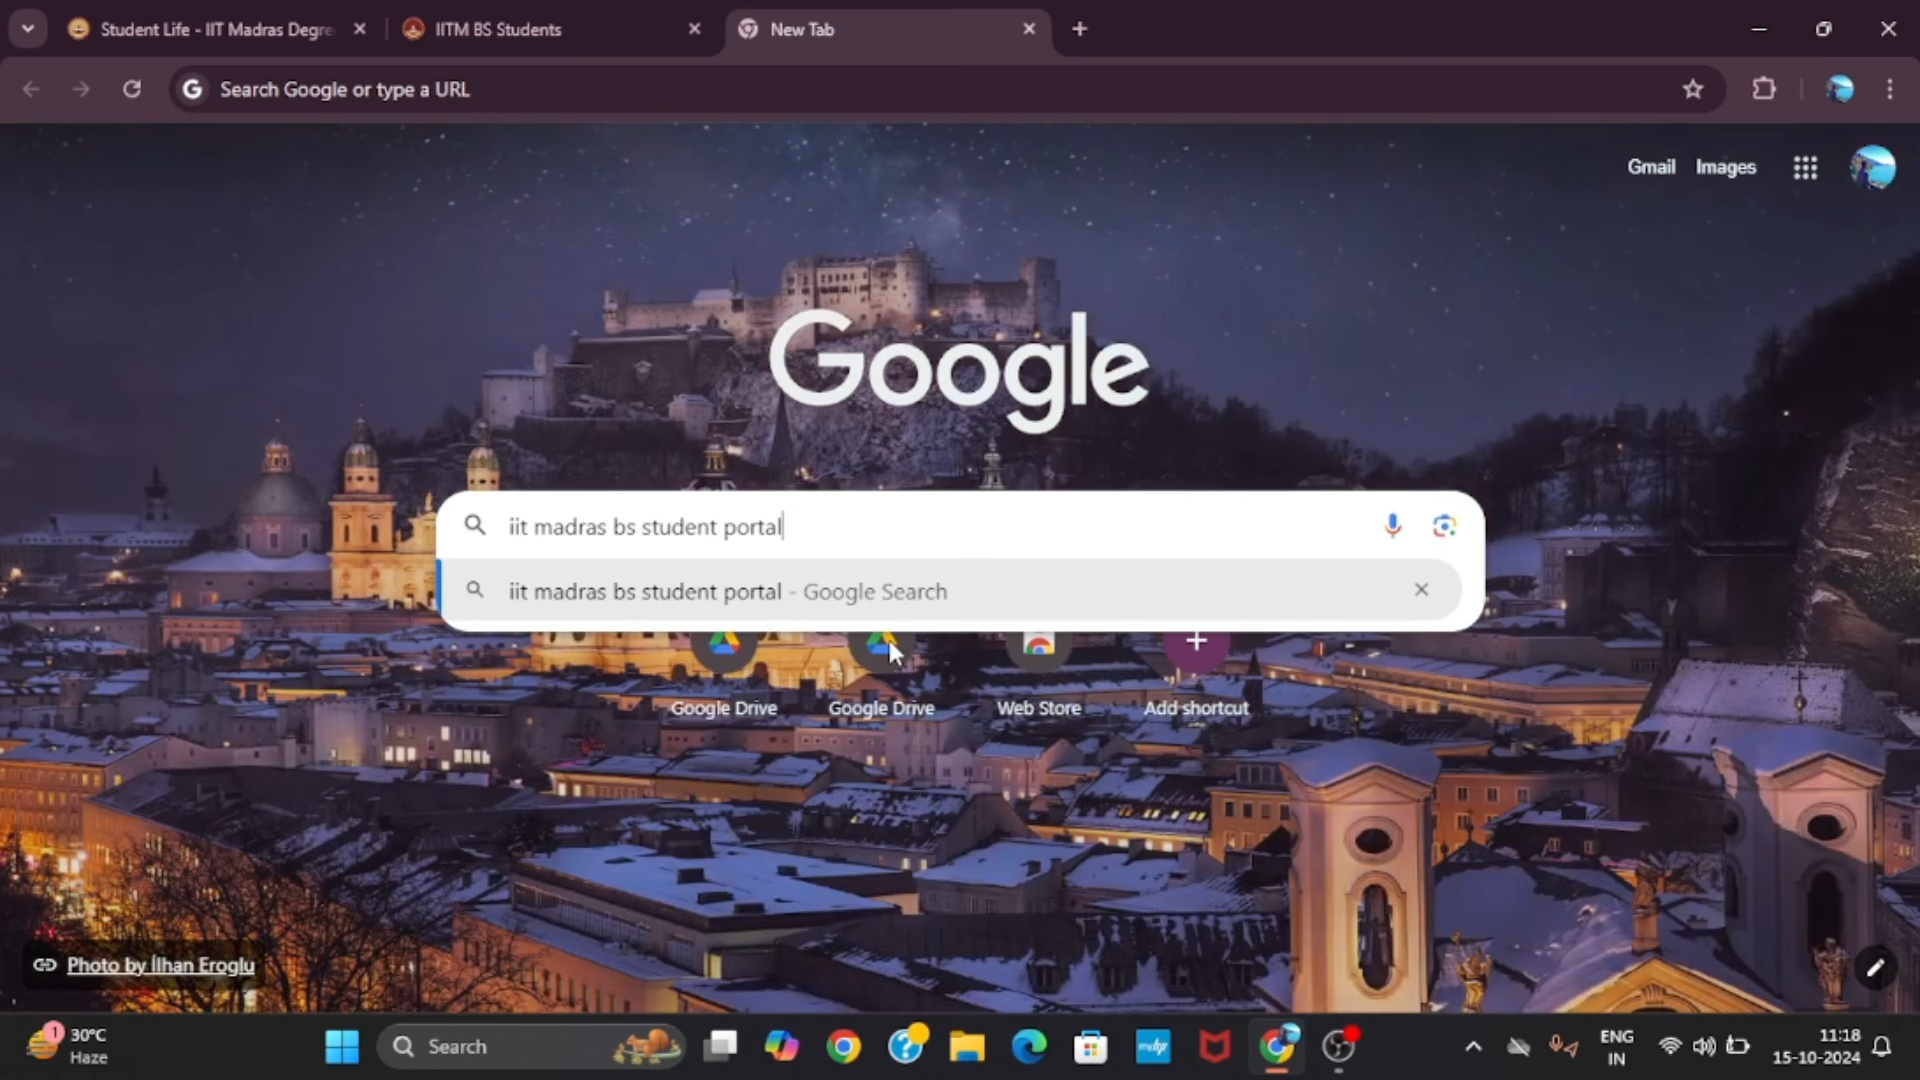 Student Life - IIT Madras Degre
IITM BS Students
New Tab
Search Google or type a URL
Gmail
Images
Google
iit madras bs student portal
iit madras bs student portal - Google Search
Google Drive
Google Drive
Web Store
Add shortcut
Photo by İlhan Eroglu
1
30°C
Haze
Search
ENG
IN
11:18
15-10-2024